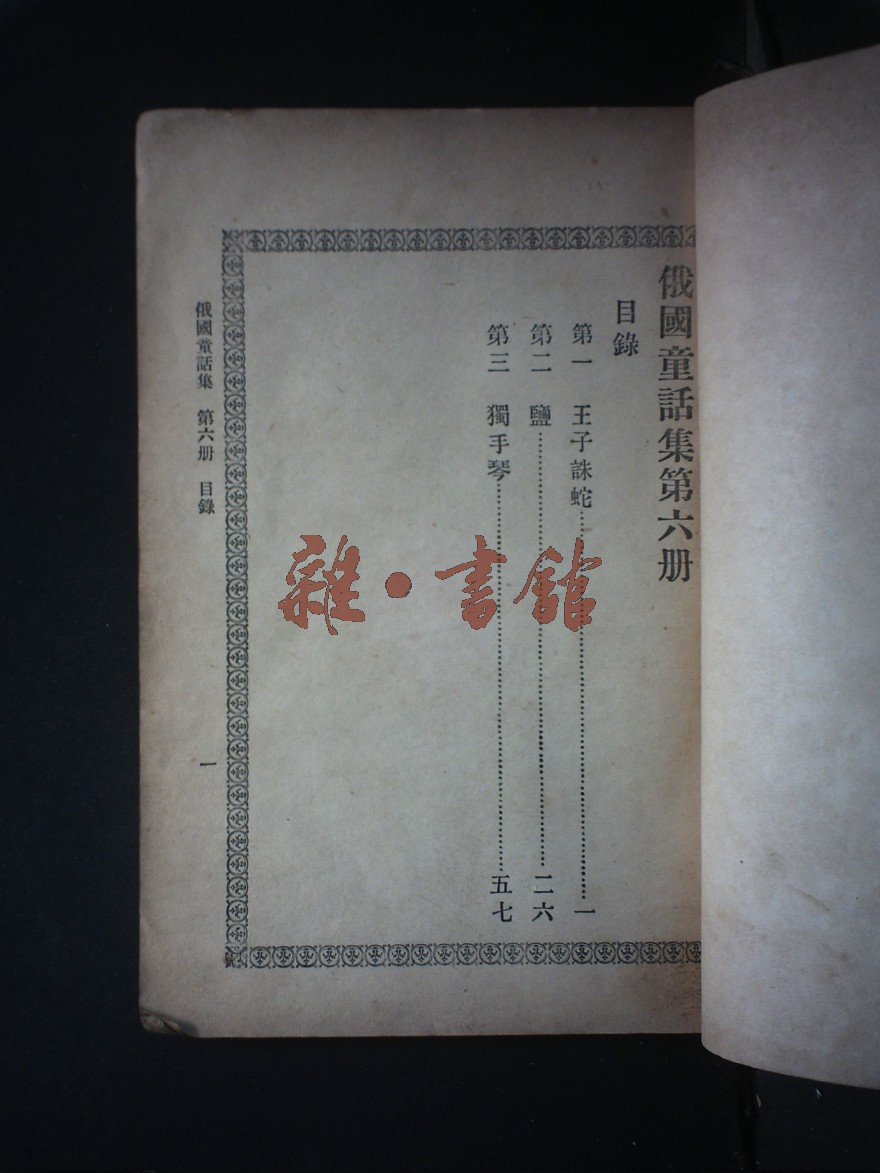 俄國童話集第六册
目錄
第一 王子誅蛇…………一
第二 鹽…………二六
第三 獨手琴…………五七
俄國童話集 第六册 目錄 一
雜·書館